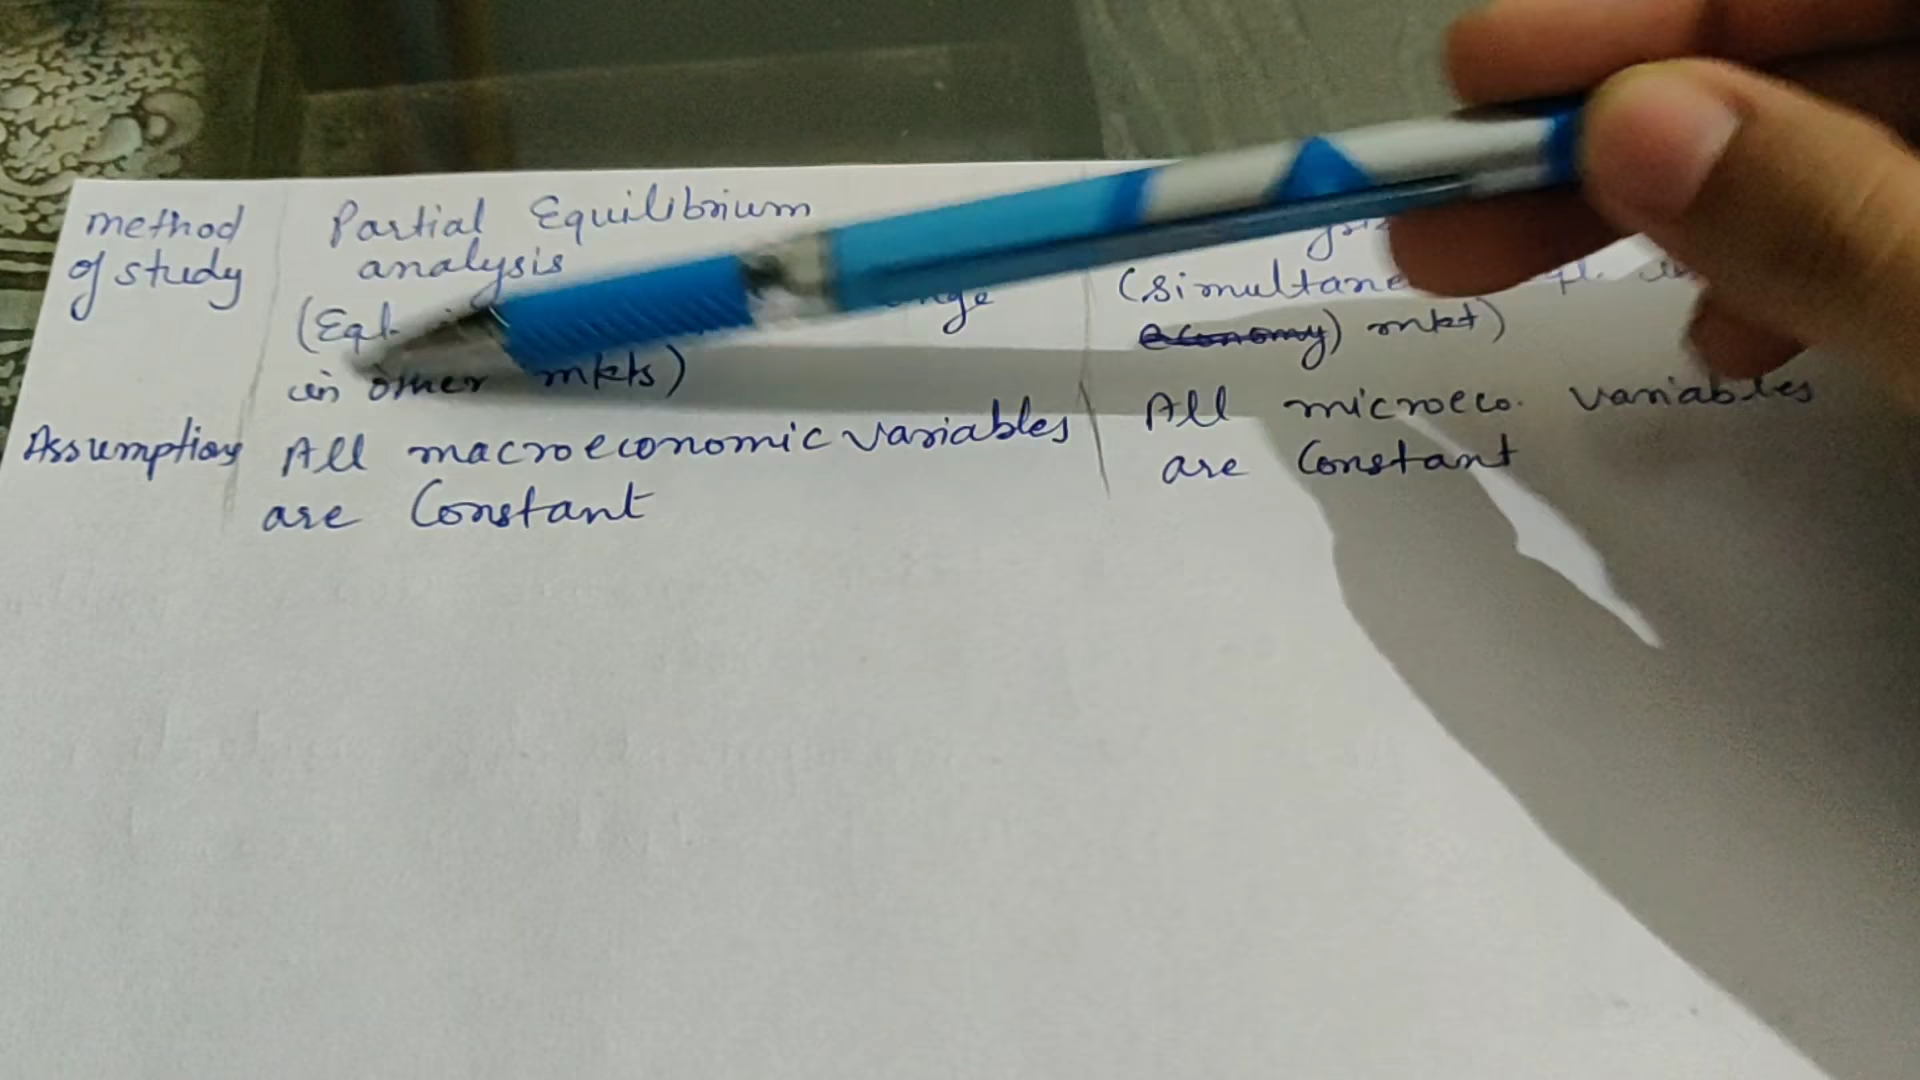 method
of study
Partial Equilibrium
analysis
(Eql.
in other mkts)
(simultane
economy) mkt)
Assumptions
All macroeconomic variables
are Constant
All microeco. variables
are Constant